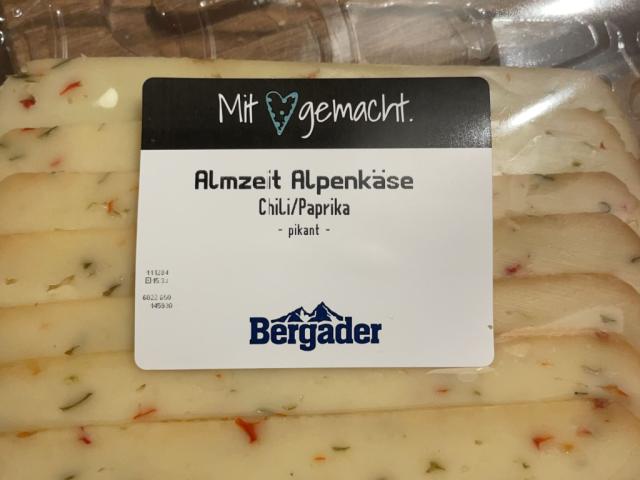 Mit gemacht.
Almzeit Alpenkäse
Chili/Paprika
- pikant -
Bergader